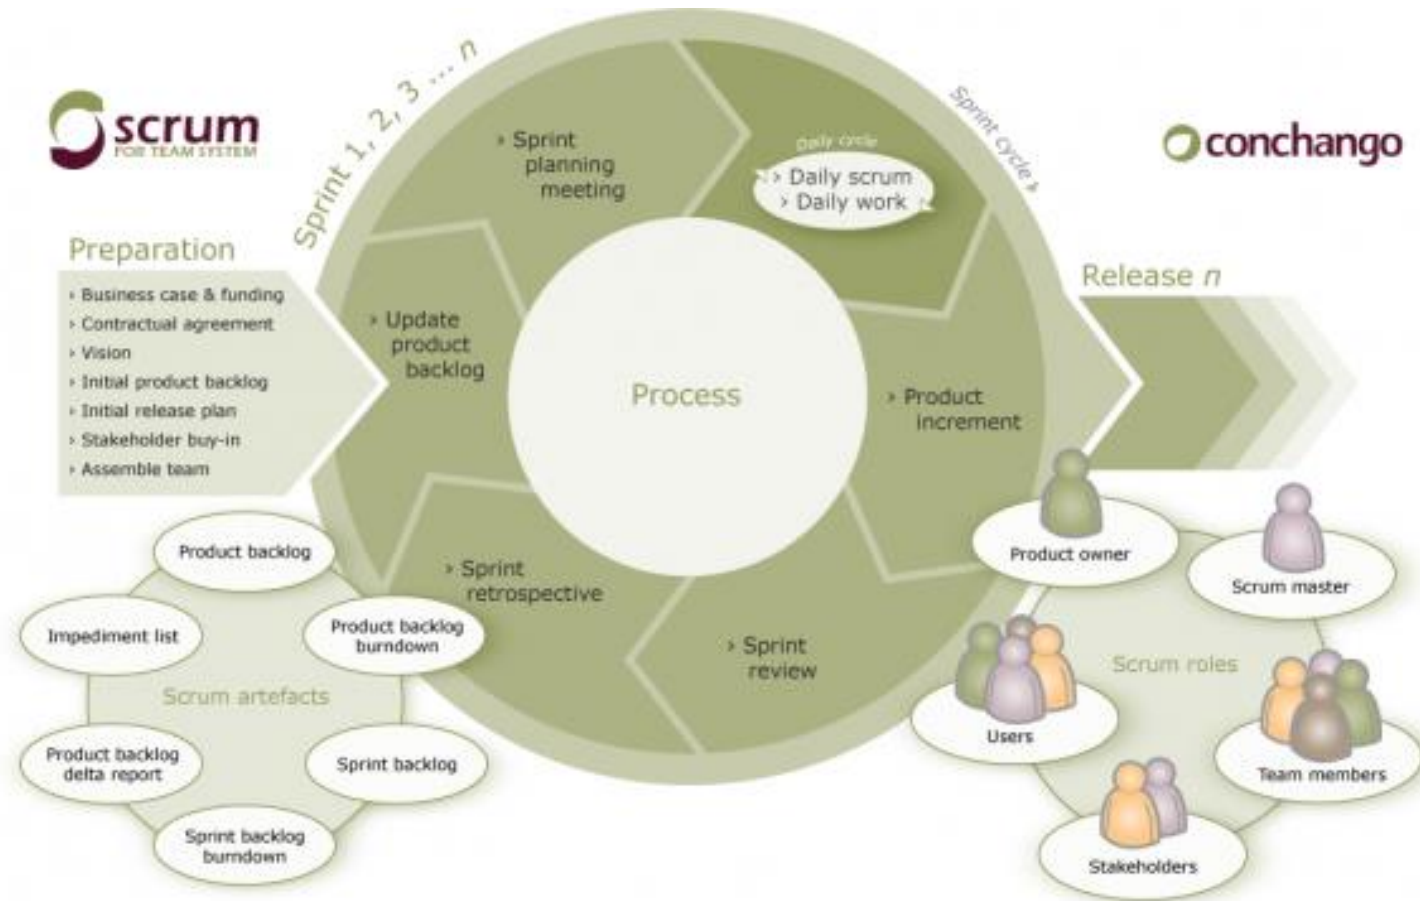 scrum
FOR TEAM SYSTEM
Sprint 1, 2, 3 ... n
Sprint cycle ›
conchango
Preparation
› Business case & funding
› Contractual agreement
› Vision
› Initial product backlog
› Initial release plan
› Stakeholder buy-in
› Assemble team
› Sprint
planning
meeting
Daily cycle
› Daily scrum
› Daily work
› Update
product
backlog
Process
› Product
increment
› Sprint
retrospective
› Sprint
review
Release n
Product backlog
Impediment list
Product backlog
burndown
Scrum artefacts
Product backlog
delta report
Sprint backlog
Sprint backlog
burndown
Product owner
Scrum master
Scrum roles
Users
Team members
Stakeholders